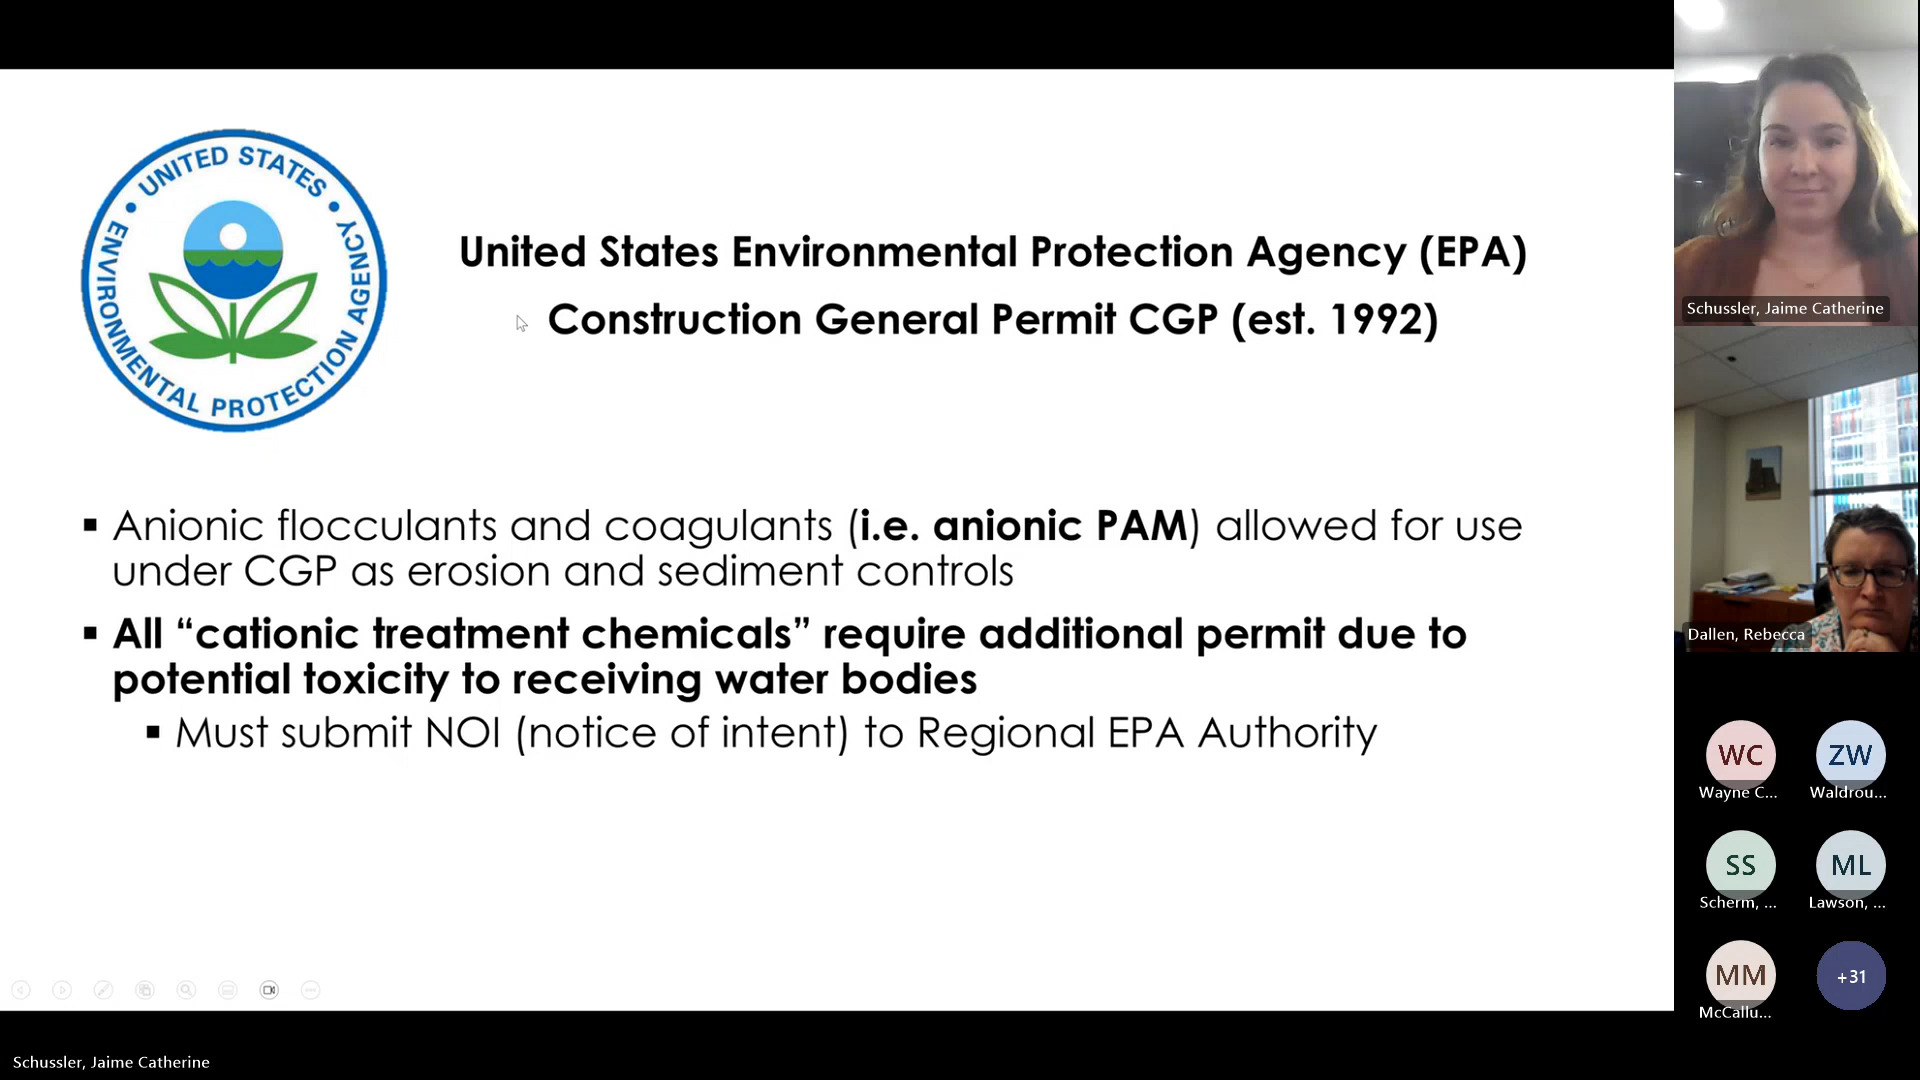 UNITED STATES
ENVIRONMENTAL PROTECTION AGENCY
United States Environmental Protection Agency (EPA)
Construction General Permit CGP (est. 1992)
▪ Anionic flocculants and coagulants (i.e. anionic PAM) allowed for use
under CGP as erosion and sediment controls
▪ All “cationic treatment chemicals” require additional permit due to
potential toxicity to receiving water bodies
▪ Must submit NOI (notice of intent) to Regional EPA Authority
Schussler, Jaime Catherine
Dallen, Rebecca
WC
ZW
Wayne C...
Waldrou...
SS
ML
Scherm, ...
Lawson, ...
MM
+31
McCallu...
Schussler, Jaime Catherine